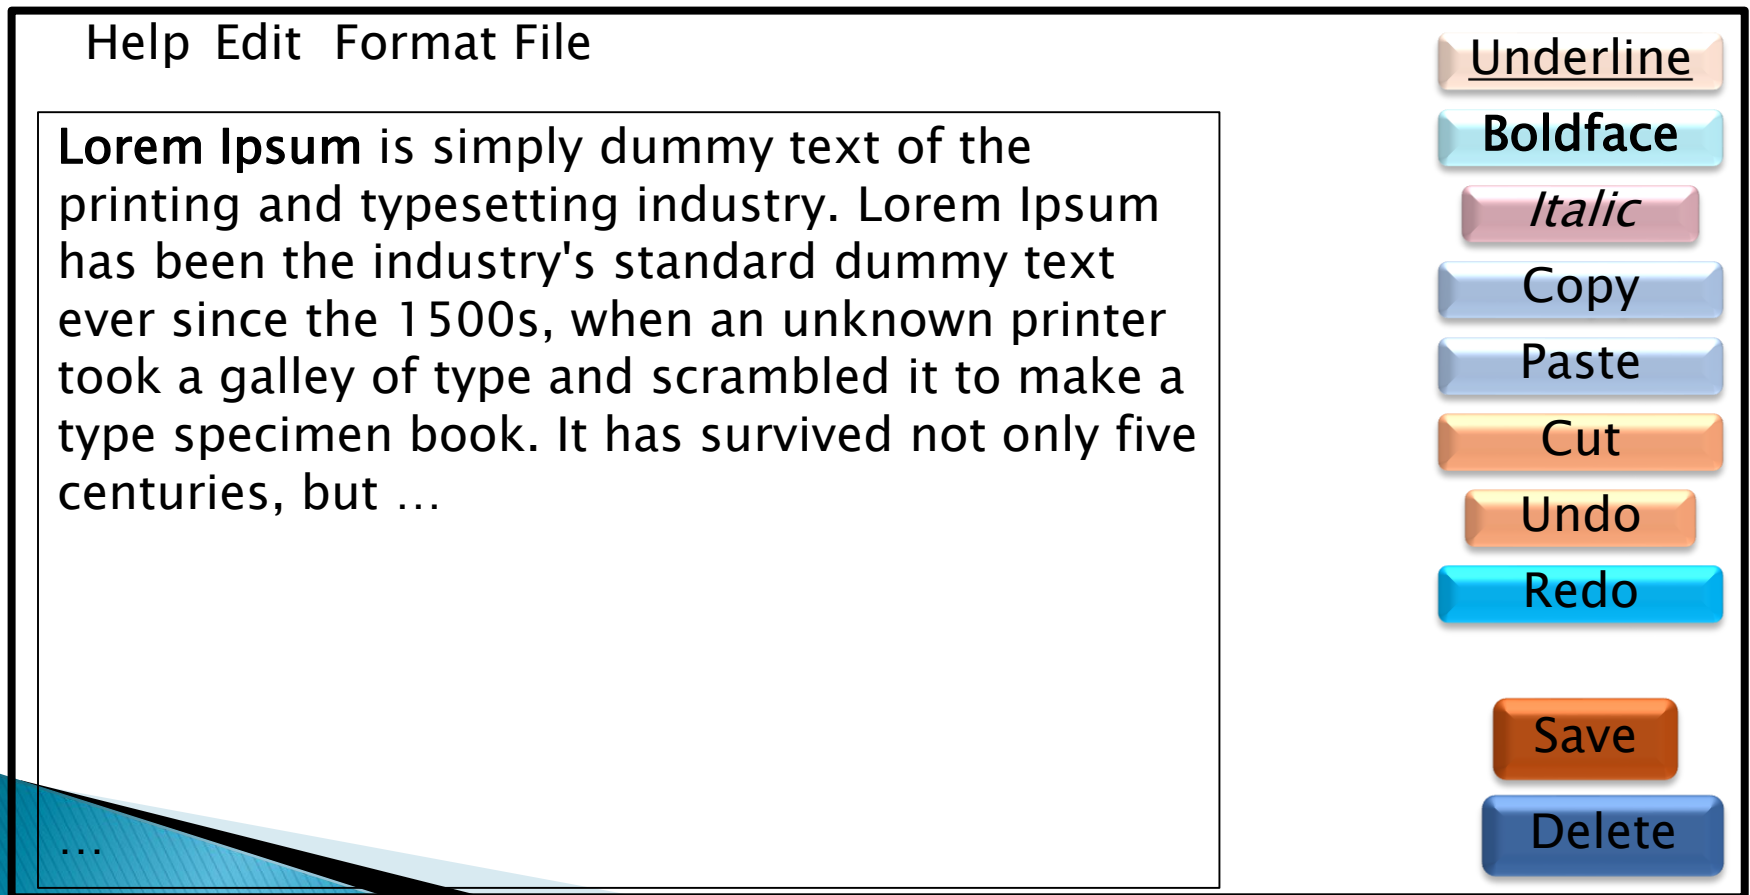 Help Edit Format File
Lorem Ipsum is simply dummy text of the
printing and typesetting industry. Lorem Ipsum
has been the industry's standard dummy text
ever since the 1500s, when an unknown printer
took a galley of type and scrambled it to make a
type specimen book. It has survived not only five
centuries, but …
…
Underline
Boldface
Italic
Copy
Paste
Cut
Undo
Redo
Save
Delete